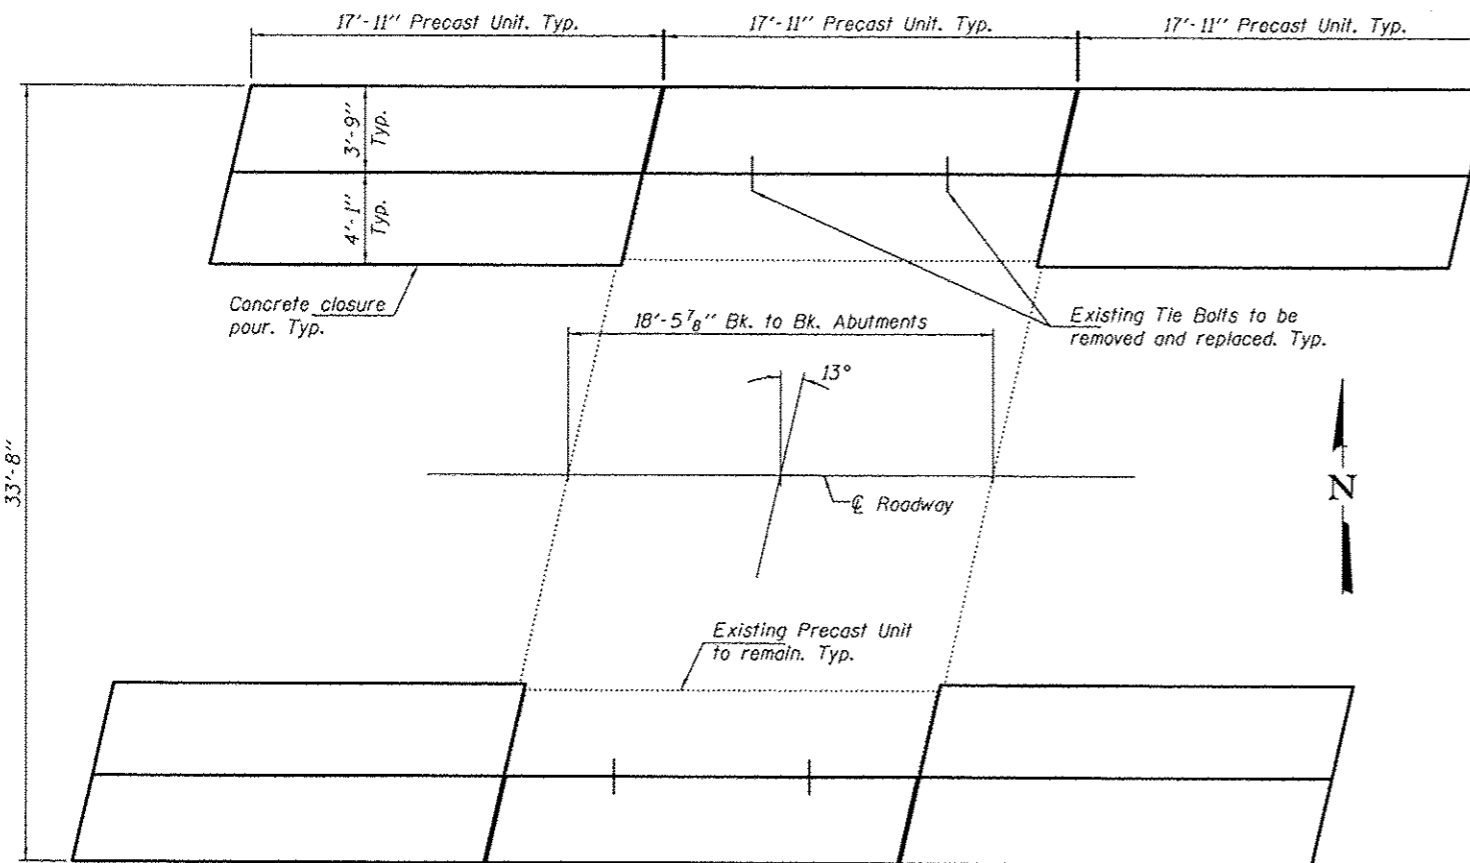 17'-11" Precast Unit. Typ.
17'-11" Precast Unit. Typ.
17'-11" Precast Unit. Typ.
3'-9"
Typ.
4'-1"
Typ.
Concrete closure
pour. Typ.
18'-5 7/8" Bk. to Bk. Abutments
Existing Tie Bolts to be
removed and replaced. Typ.
13°
33'-8"
℄ Roadway
N
Existing Precast Unit
to remain. Typ.